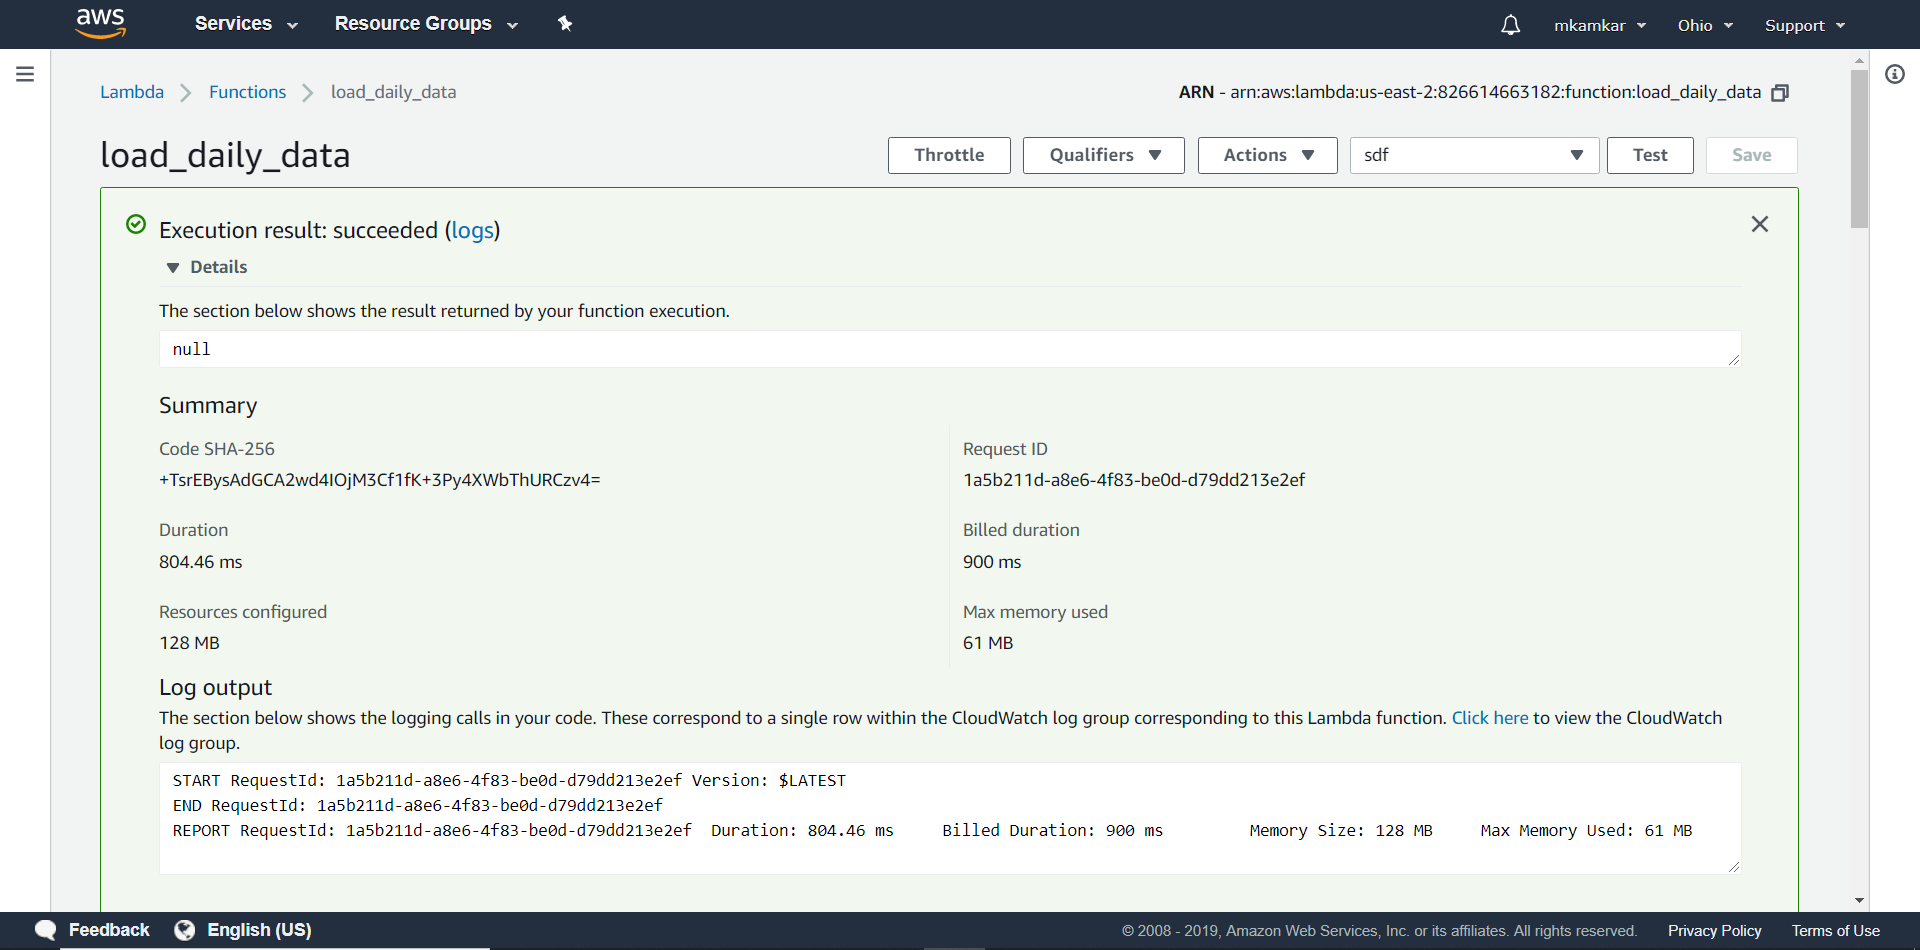 aws Services Resource Groups mkamkar Ohio Support
Lambda Functions load_daily_data ARN - arn:aws:lambda:us-east-2:826614663182:function:load_daily_data
load_daily_data Throttle Qualifiers Actions sdf Test Save
Execution result: succeeded (logs)
Details
The section below shows the result returned by your function execution.
null
Summary
Code SHA-256 Request ID
+TsrEBysAdGCA2wd4IOjM3Cf1fK+3Py4XWbThURCzv4= 1a5b211d-a8e6-4f83-be0d-d79dd213e2ef
Duration Billed duration
804.46 ms 900 ms
Resources configured Max memory used
128 MB 61 MB
Log output
The section below shows the logging calls in your code. These correspond to a single row within the CloudWatch log group corresponding to this Lambda function. Click here to view the CloudWatch
log group.
START RequestId: 1a5b211d-a8e6-4f83-be0d-d79dd213e2ef Version: $LATEST
END RequestId: 1a5b211d-a8e6-4f83-be0d-d79dd213e2ef
REPORT RequestId: 1a5b211d-a8e6-4f83-be0d-d79dd213e2ef Duration: 804.46 ms Billed Duration: 900 ms Memory Size: 128 MB Max Memory Used: 61 MB
Feedback English (US) © 2008 - 2019, Amazon Web Services, Inc. or its affiliates. All rights reserved. Privacy Policy Terms of Use